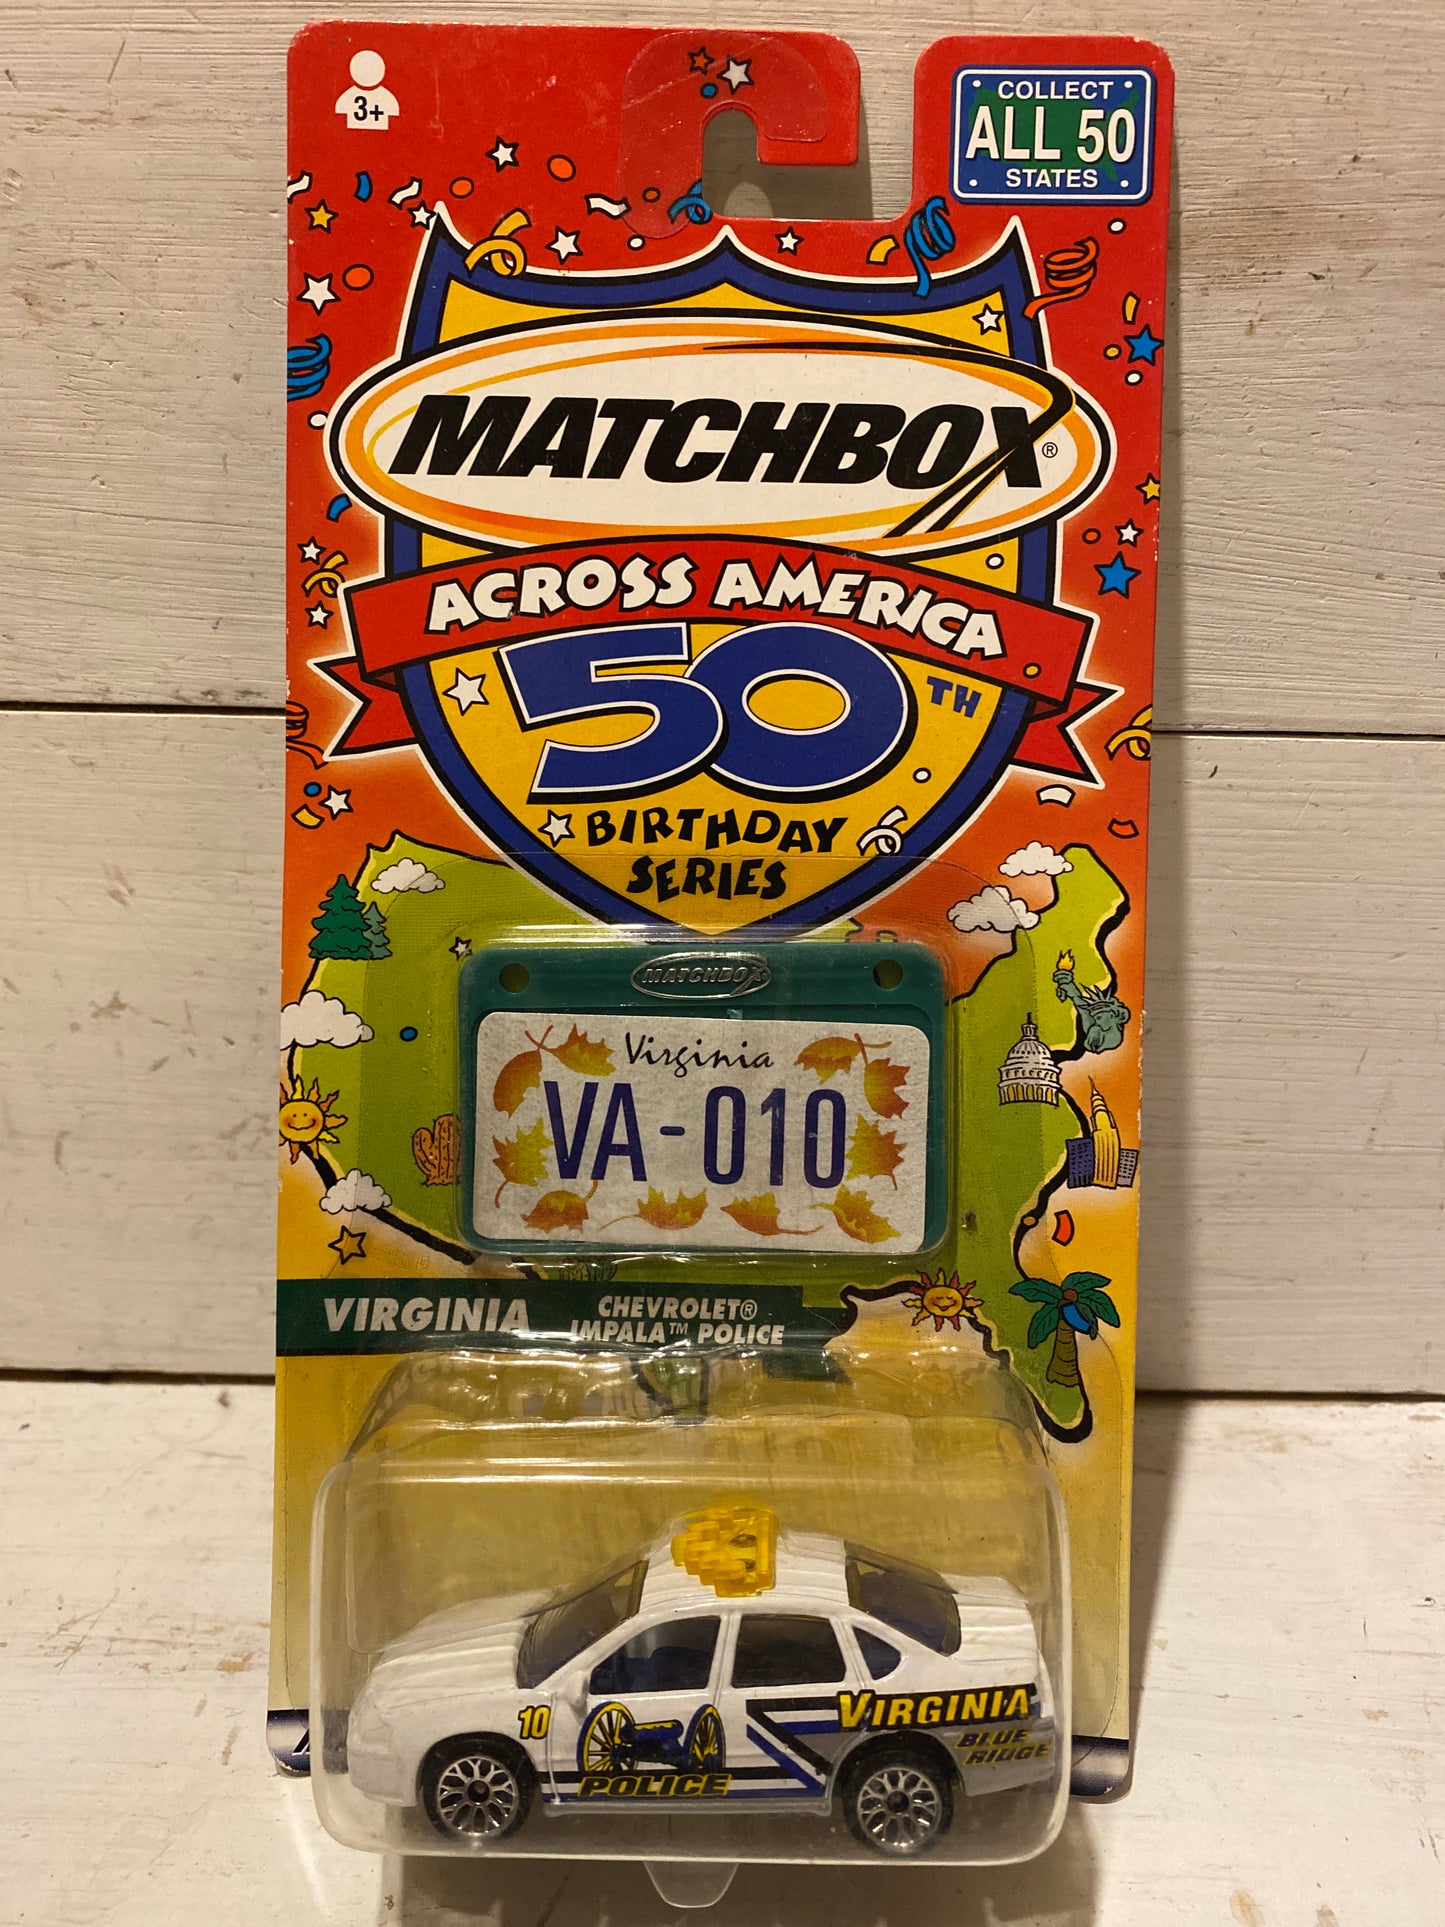 3+
COLLECT
ALL 50
STATES
MATCHBOX®
ACROSS AMERICA
50TH
BIRTHDAY
SERIES
MATCHBOX
Virginia
VA-010
VIRGINIA
CHEVROLET®
IMPALA™ POLICE
10
VIRGINIA
BLUE
RIDGE
POLICE